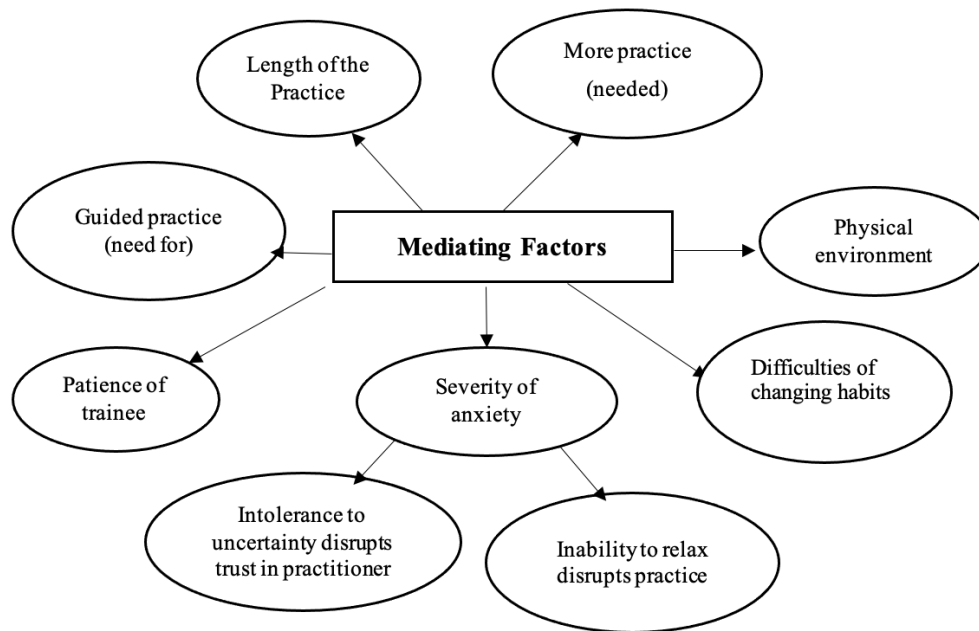 Length of the
Practice
More practice
(needed)
Guided practice
(need for)
Mediating Factors
Physical
environment
Patience of
trainee
Severity of
anxiety
Difficulties of
changing habits
Intolerance to
uncertainty disrupts
trust in practitioner
Inability to relax
disrupts practice